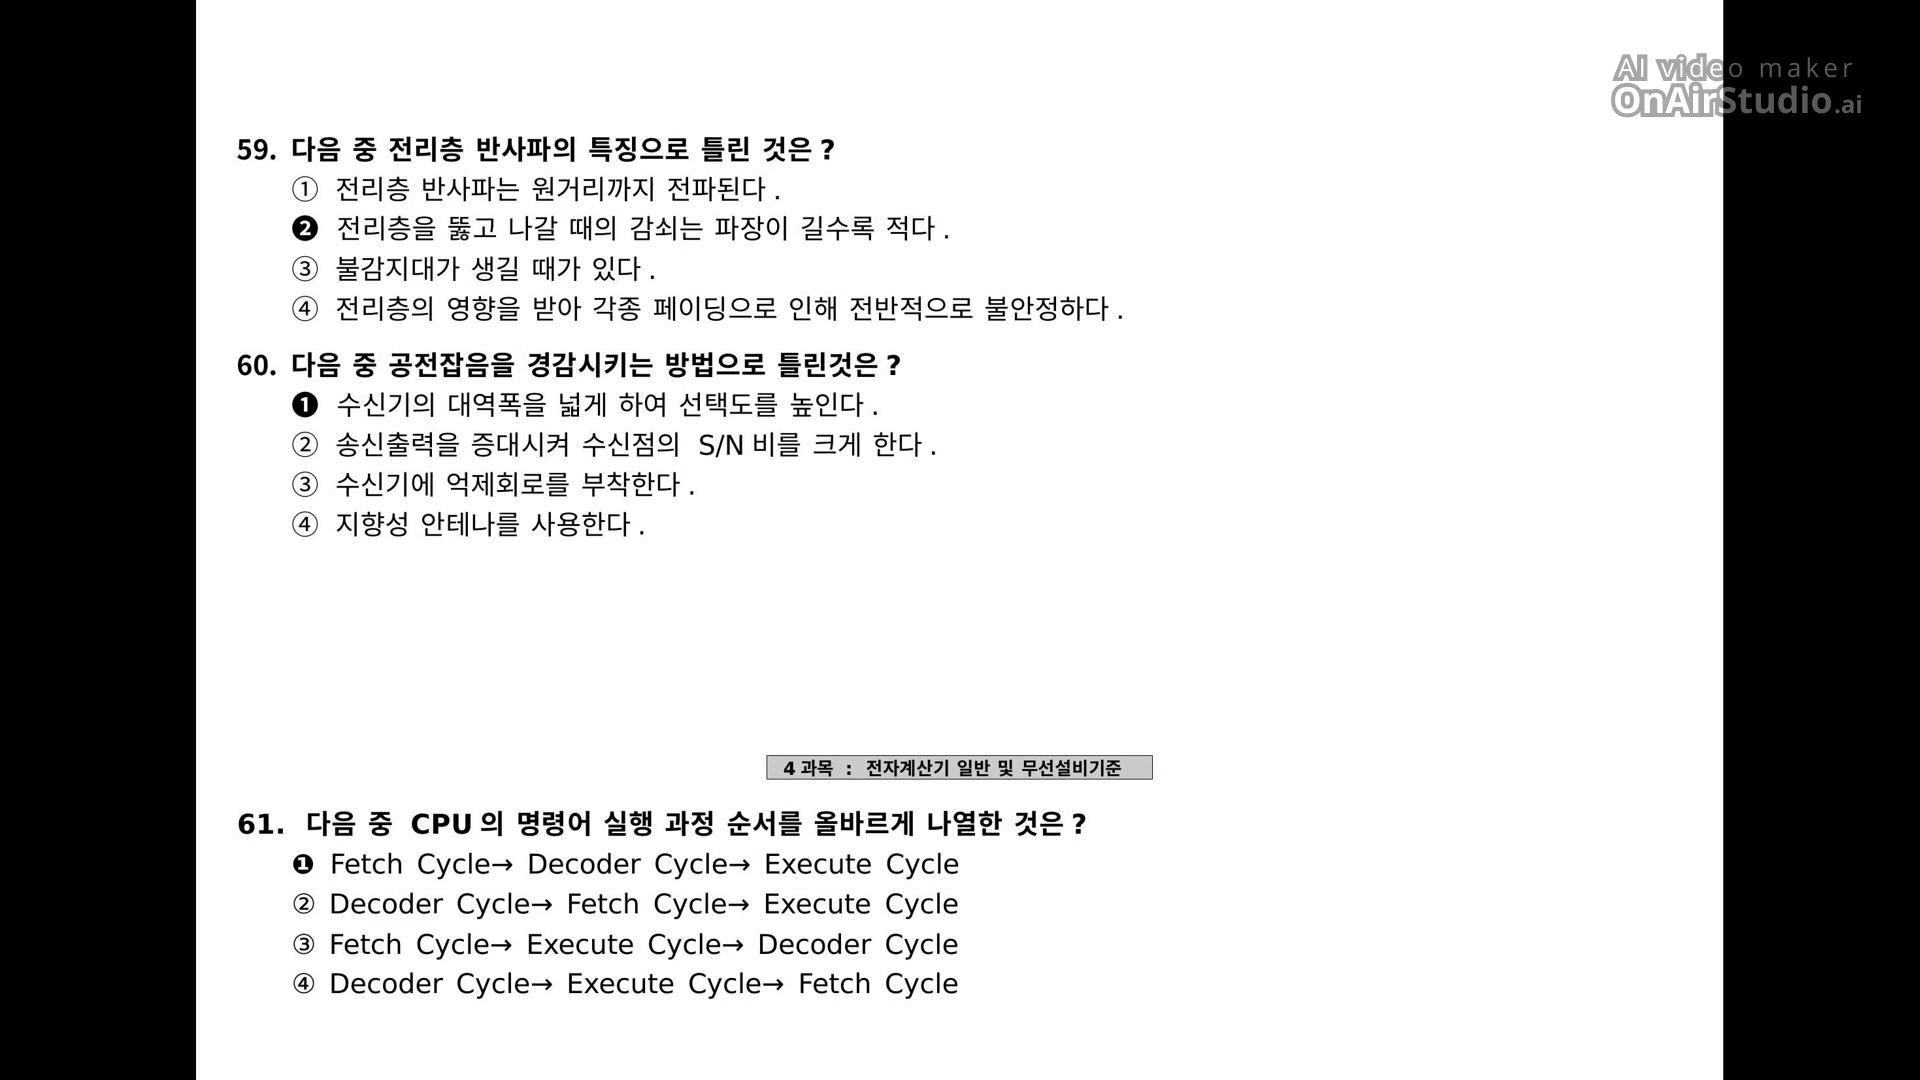 AI video maker
OnAirStudio.ai
59. 다음 중 전리층 반사파의 특징으로 틀린 것은?
① 전리층 반사파는 원거리까지 전파된다.
❷ 전리층을 뚫고 나갈 때의 감쇠는 파장이 길수록 적다.
③ 불감지대가 생길 때가 있다.
④ 전리층의 영향을 받아 각종 페이딩으로 인해 전반적으로 불안정하다.
60. 다음 중 공전잡음을 경감시키는 방법으로 틀린것은?
❶ 수신기의 대역폭을 넓게 하여 선택도를 높인다.
② 송신출력을 증대시켜 수신점의 S/N비를 크게 한다.
③ 수신기에 억제회로를 부착한다.
④ 지향성 안테나를 사용한다.
4과목 : 전자계산기 일반 및 무선설비기준
61. 다음 중 CPU의 명령어 실행 과정 순서를 올바르게 나열한 것은?
❶ Fetch Cycle→ Decoder Cycle→ Execute Cycle
② Decoder Cycle→ Fetch Cycle→ Execute Cycle
③ Fetch Cycle→ Execute Cycle→ Decoder Cycle
④ Decoder Cycle→ Execute Cycle→ Fetch Cycle